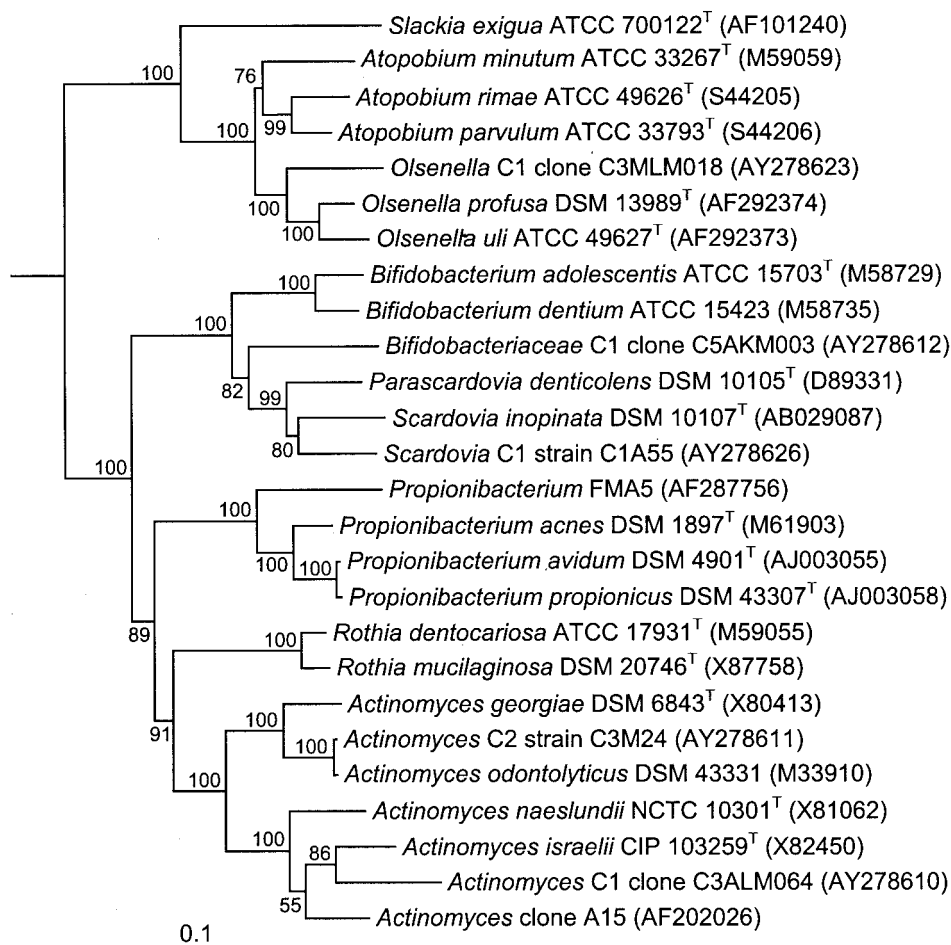 Slackia exigua ATCC 700122ᵀ (AF101240)
Atopobium minutum ATCC 33267ᵀ (M59059)
100
76
Atopobium rimae ATCC 49626ᵀ (S44205)
99
100
Atopobium parvulum ATCC 33793ᵀ (S44206)
Olsenella C1 clone C3MLM018 (AY278623)
100
Olsenella profusa DSM 13989ᵀ (AF292374)
100
Olsenella uli ATCC 49627ᵀ (AF292373)
Bifidobacterium adolescentis ATCC 15703ᵀ (M58729)
100
Bifidobacterium dentium ATCC 15423 (M58735)
100
Bifidobacteriaceae C1 clone C5AKM003 (AY278612)
82
Parascardovia denticolens DSM 10105ᵀ (D89331)
99
Scardovia inopinata DSM 10107ᵀ (AB029087)
80
Scardovia C1 strain C1A55 (AY278626)
100
Propionibacterium FMA5 (AF287756)
100
Propionibacterium acnes DSM 1897ᵀ (M61903)
100
Propionibacterium avidum DSM 4901ᵀ (AJ003055)
100
Propionibacterium propionicus DSM 43307ᵀ (AJ003058)
89
Rothia dentocariosa ATCC 17931ᵀ (M59055)
100
Rothia mucilaginosa DSM 20746ᵀ (X87758)
91
Actinomyces georgiae DSM 6843ᵀ (X80413)
100
Actinomyces C2 strain C3M24 (AY278611)
100
Actinomyces odontolyticus DSM 43331 (M33910)
100
Actinomyces naeslundii NCTC 10301ᵀ (X81062)
100
Actinomyces israelii CIP 103259ᵀ (X82450)
86
Actinomyces C1 clone C3ALM064 (AY278610)
55
Actinomyces clone A15 (AF202026)
0.1